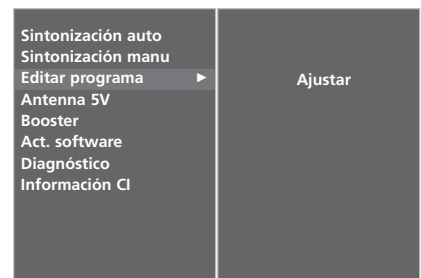 Sintonización auto
Sintonización manu
Editar programa ►
Ajustar
Antenna 5V
Booster
Act. software
Diagnóstico
Información CI